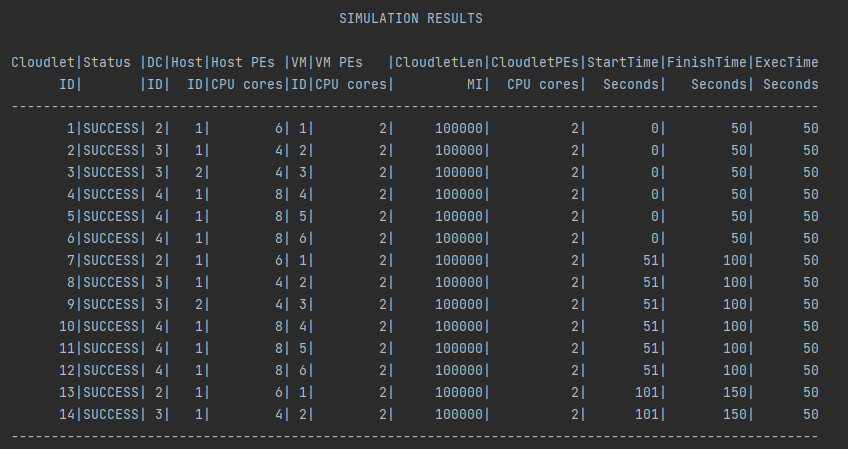 SIMULATION RESULTS
Cloudlet|Status |DC|Host|Host PEs |VM|VM PEs   |CloudletLen|CloudletPEs|StartTime|FinishTime|ExecTime
      ID|       |ID|  ID|CPU cores|ID|CPU cores|         MI|  CPU cores|  Seconds|   Seconds| Seconds
-----------------------------------------------------------------------------------------------------
       1|SUCCESS| 2|   1|        6| 1|        2|     100000|          2|        0|        50|      50
       2|SUCCESS| 3|   1|        4| 2|        2|     100000|          2|        0|        50|      50
       3|SUCCESS| 3|   2|        4| 3|        2|     100000|          2|        0|        50|      50
       4|SUCCESS| 4|   1|        8| 4|        2|     100000|          2|        0|        50|      50
       5|SUCCESS| 4|   1|        8| 5|        2|     100000|          2|        0|        50|      50
       6|SUCCESS| 4|   1|        8| 6|        2|     100000|          2|        0|        50|      50
       7|SUCCESS| 2|   1|        6| 1|        2|     100000|          2|       51|       100|      50
       8|SUCCESS| 3|   1|        4| 2|        2|     100000|          2|       51|       100|      50
       9|SUCCESS| 3|   2|        4| 3|        2|     100000|          2|       51|       100|      50
      10|SUCCESS| 4|   1|        8| 4|        2|     100000|          2|       51|       100|      50
      11|SUCCESS| 4|   1|        8| 5|        2|     100000|          2|       51|       100|      50
      12|SUCCESS| 4|   1|        8| 6|        2|     100000|          2|       51|       100|      50
      13|SUCCESS| 2|   1|        6| 1|        2|     100000|          2|      101|       150|      50
      14|SUCCESS| 3|   1|        4| 2|        2|     100000|          2|      101|       150|      50
-----------------------------------------------------------------------------------------------------